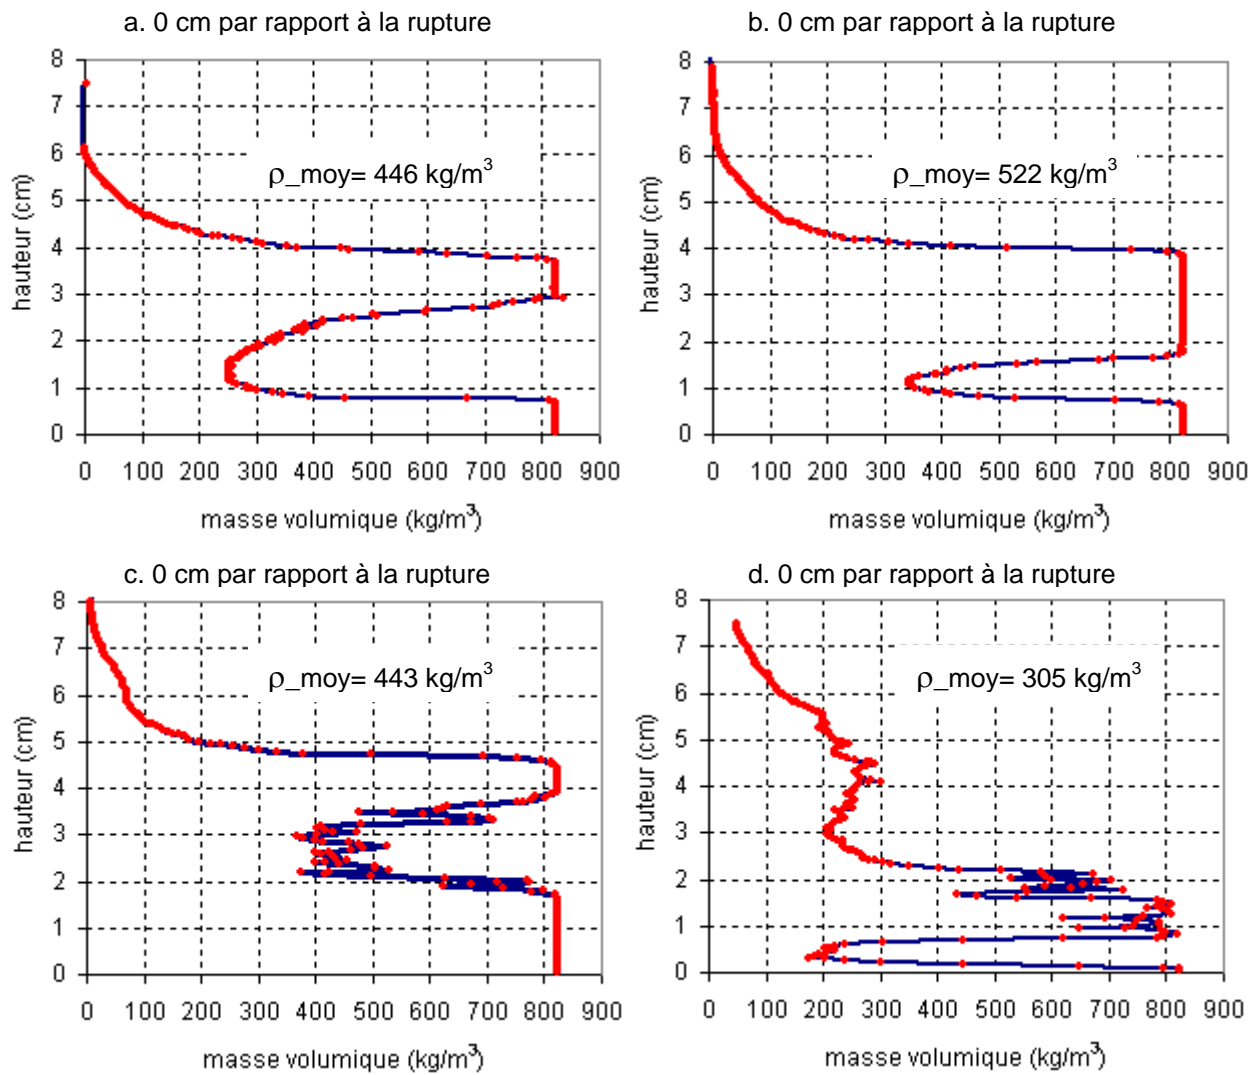 a. 0 cm par rapport à la rupture
8
7
6
5
4
3
2
1
0
hauteur (cm)
ρ_moy= 446 kg/m³
0 100 200 300 400 500 600 700 800 900
masse volumique (kg/m³)
b. 0 cm par rapport à la rupture
8
7
6
5
4
3
2
1
0
hauteur (cm)
ρ_moy= 522 kg/m³
0 100 200 300 400 500 600 700 800 900
masse volumique (kg/m³)
c. 0 cm par rapport à la rupture
8
7
6
5
4
3
2
1
0
hauteur (cm)
ρ_moy= 443 kg/m³
0 100 200 300 400 500 600 700 800 900
masse volumique (kg/m³)
d. 0 cm par rapport à la rupture
8
7
6
5
4
3
2
1
0
hauteur (cm)
ρ_moy= 305 kg/m³
0 100 200 300 400 500 600 700 800 900
masse volumique (kg/m³)